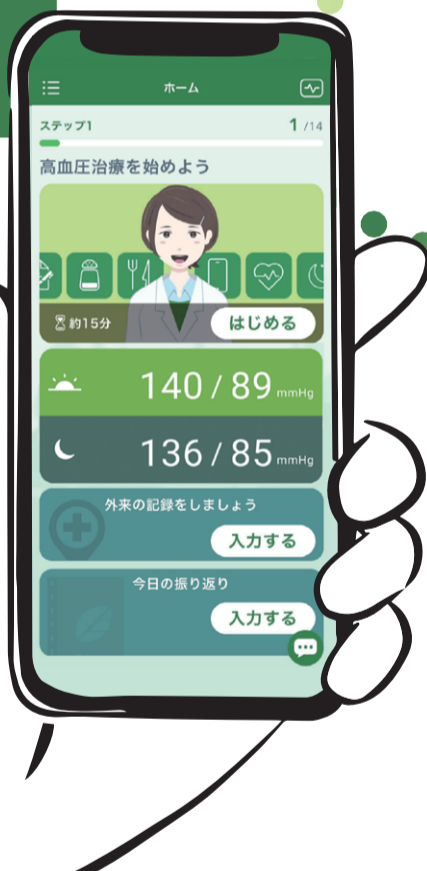 ホーム
ステップ1 1 /14
高血圧治療を始めよう
約15分 はじめる
140 / 89 mmHg
136 / 85 mmHg
外来の記録をしましょう
入力する
今日の振り返り
入力する